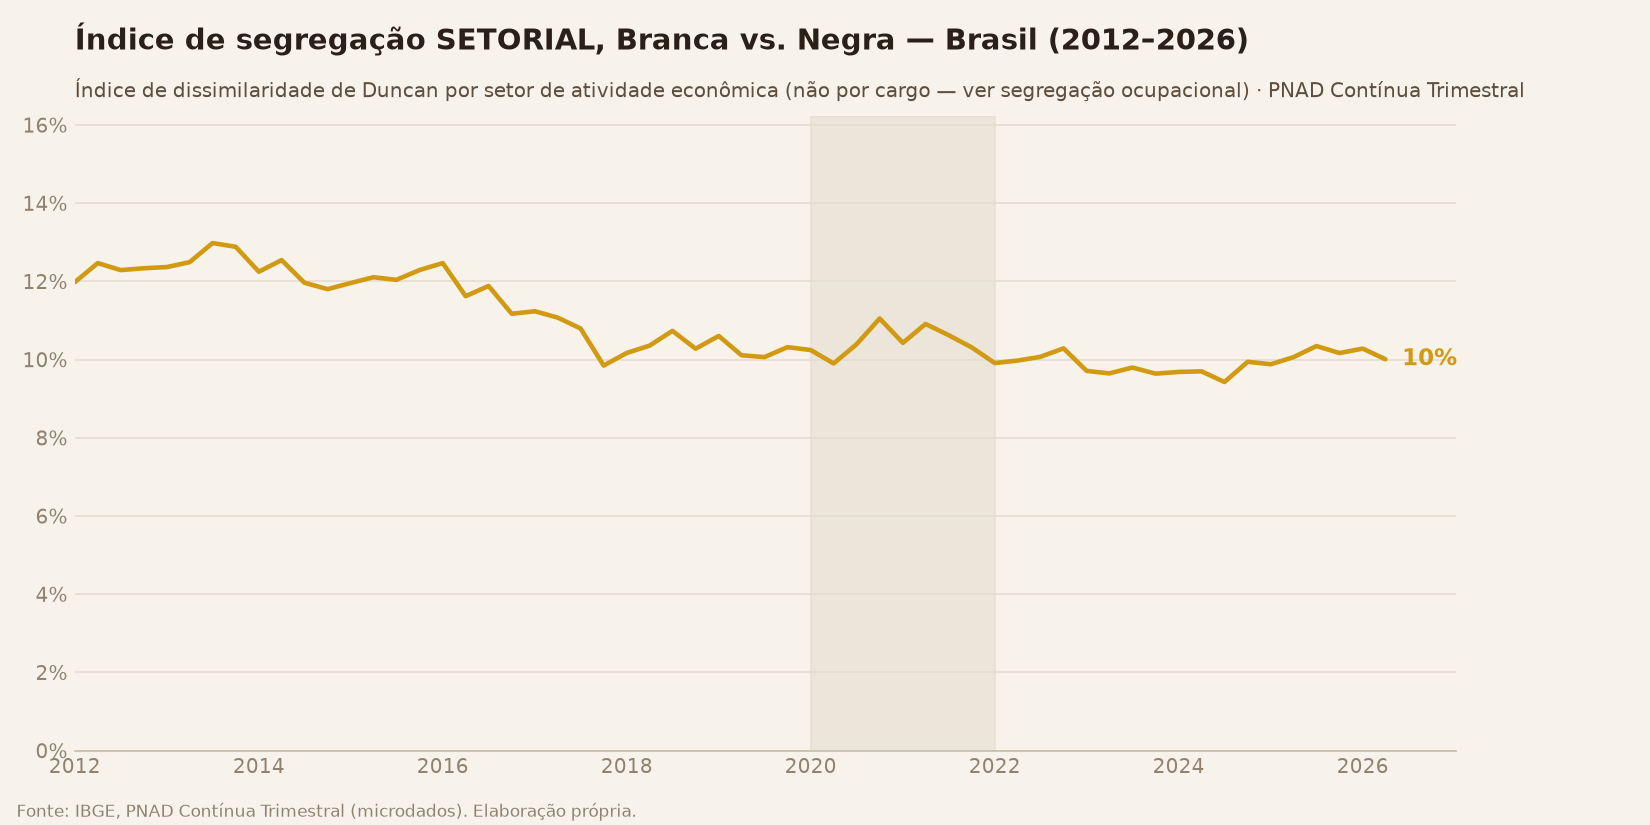 Índice de segregação SETORIAL, Branca vs. Negra — Brasil (2012–2026)
Índice de dissimilaridade de Duncan por setor de atividade econômica (não por cargo — ver segregação ocupacional) · PNAD Contínua Trimestral
16%
14%
12%
10%
10%
8%
6%
4%
2%
0%
2012 2014 2016 2018 2020 2022 2024 2026
Fonte: IBGE, PNAD Contínua Trimestral (microdados). Elaboração própria.